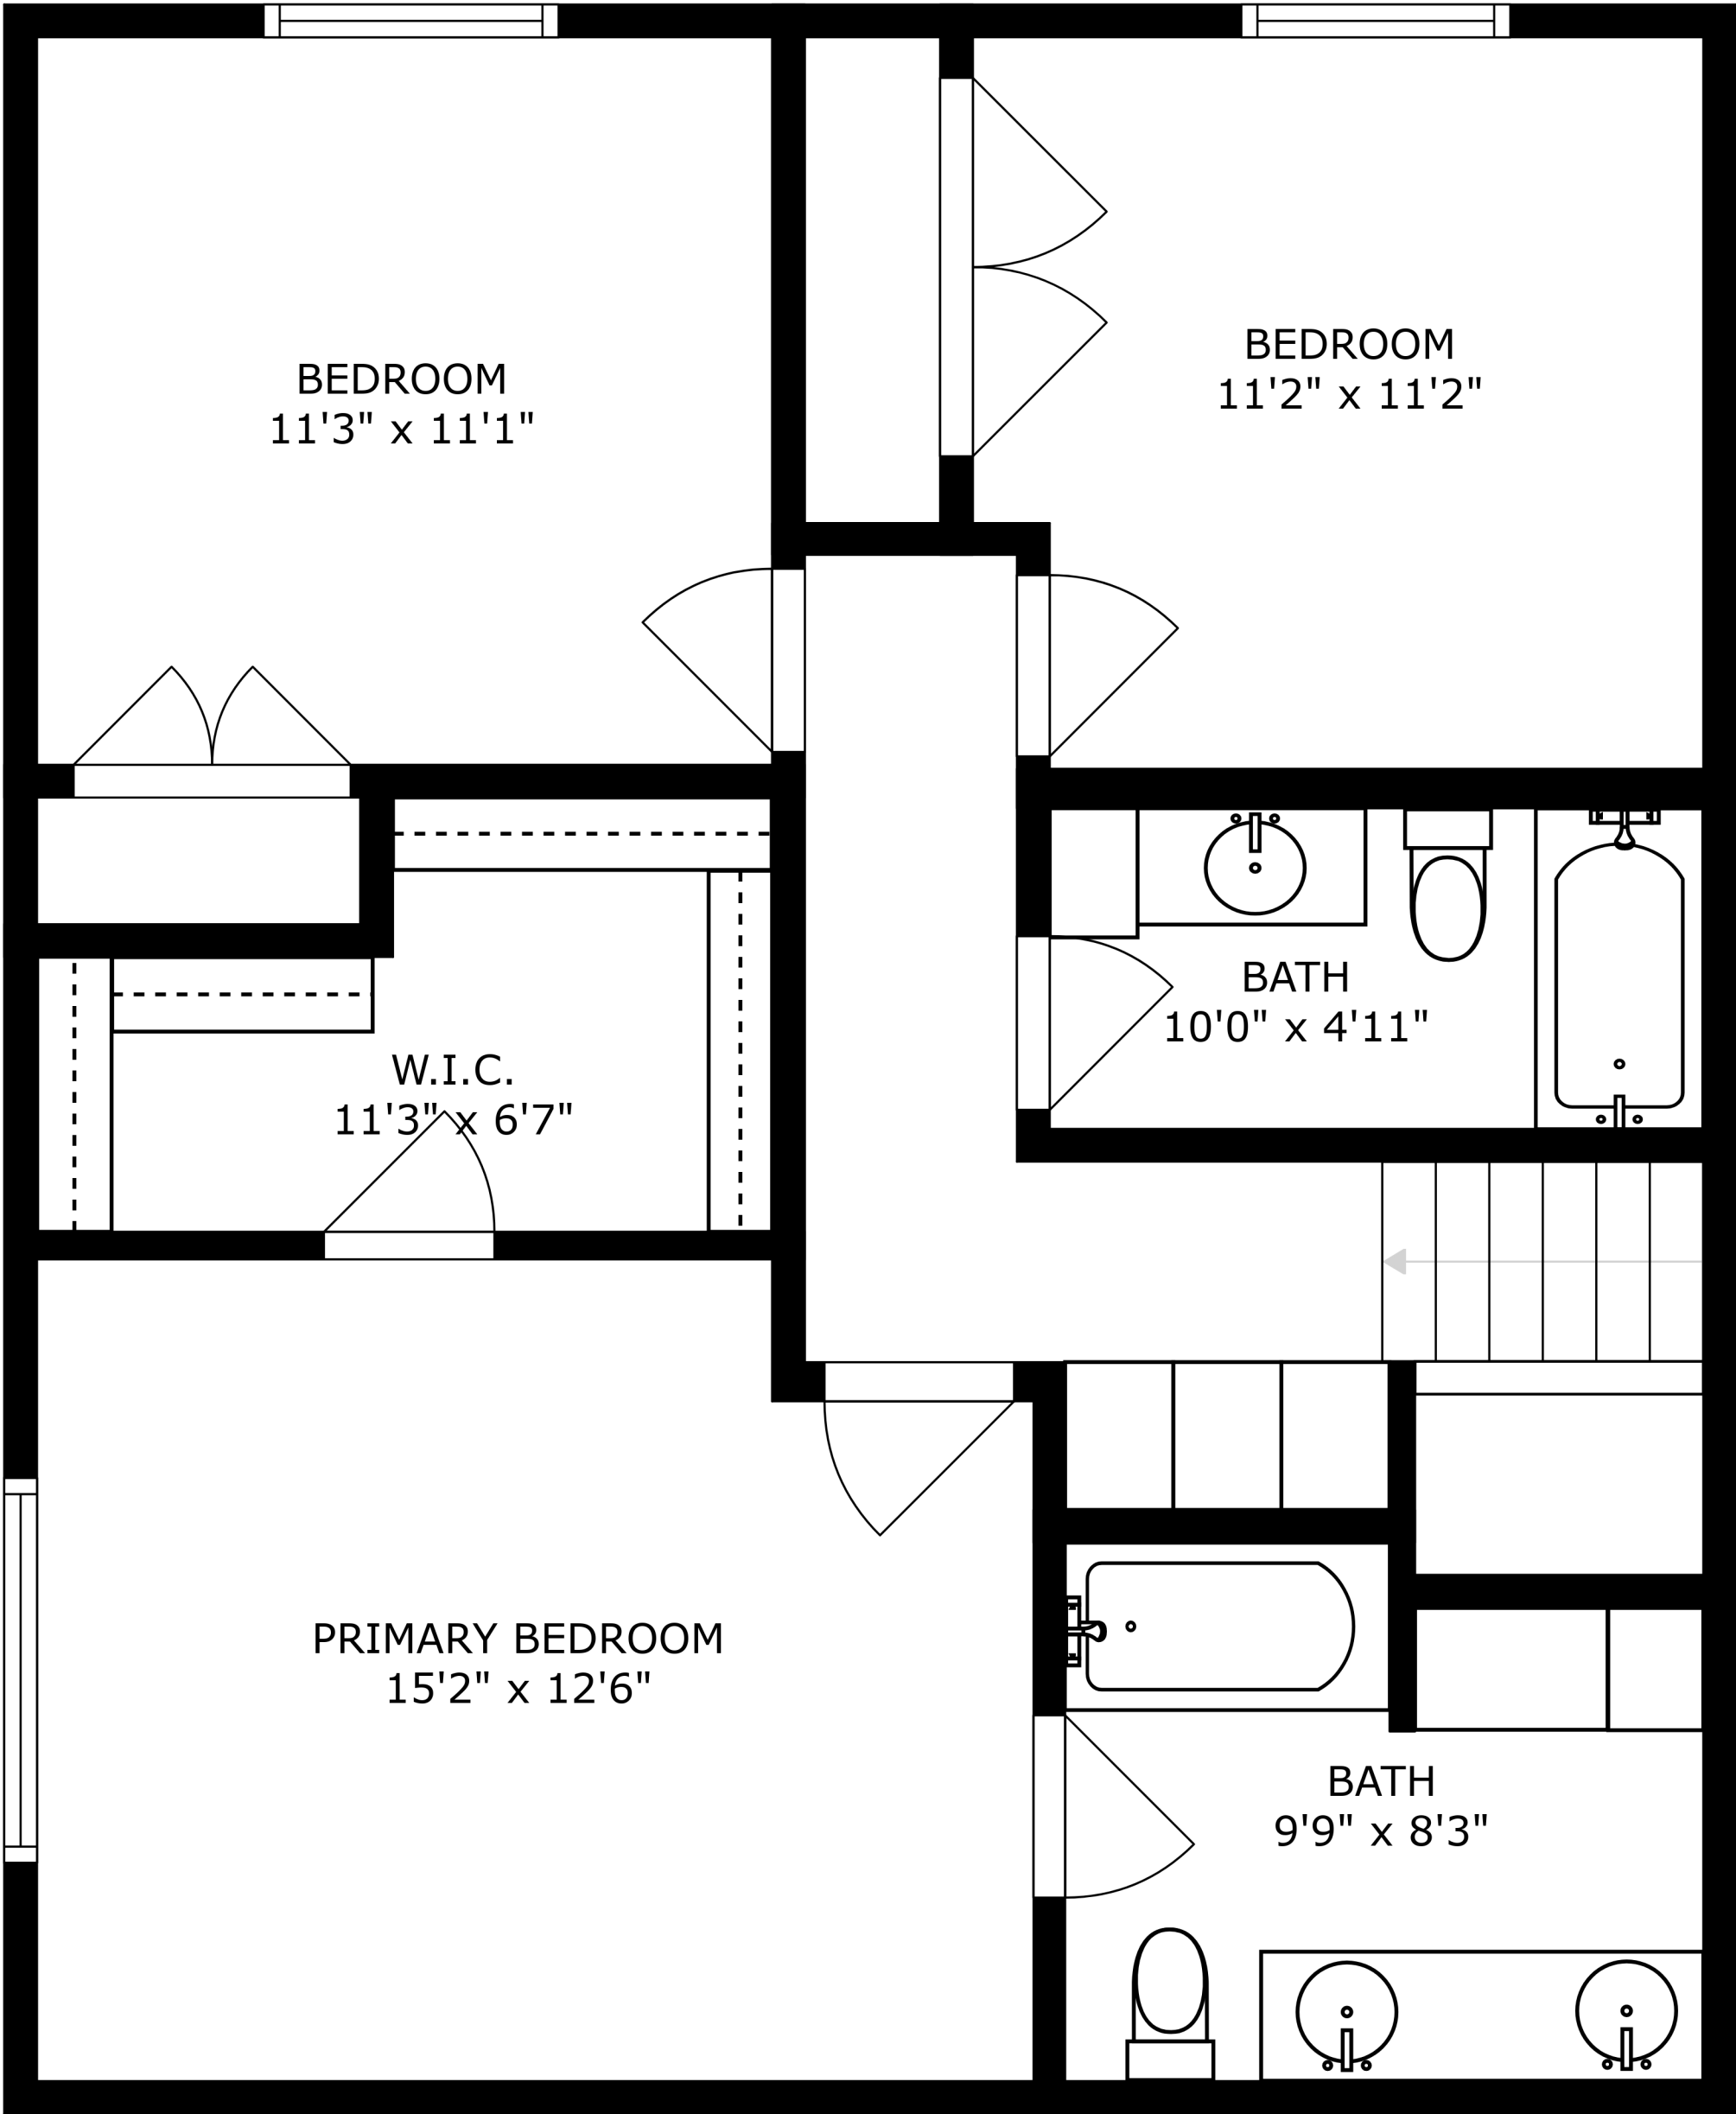 BEDROOM
11'3" x 11'1"
BEDROOM
11'2" x 11'2"
BATH
10'0" x 4'11"
W.I.C.
11'3" x 6'7"
PRIMARY BEDROOM
15'2" x 12'6"
BATH
9'9" x 8'3"